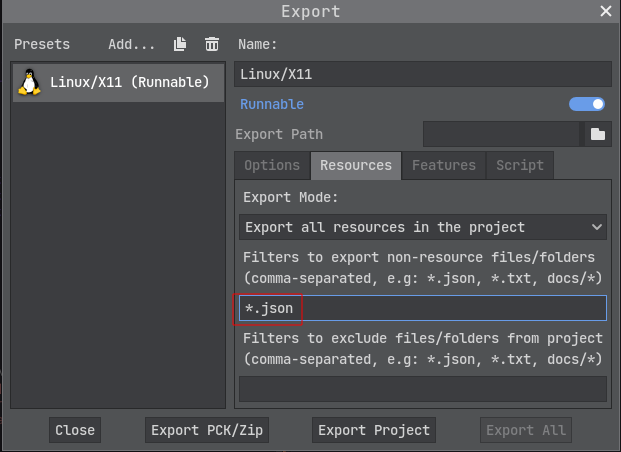 Export
Presets Add... Name:
Linux/X11 (Runnable)
Linux/X11
Runnable
Export Path
Options Resources Features Script
Export Mode:
Export all resources in the project
Filters to export non-resource files/folders
(comma-separated, e.g: *.json, *.txt, docs/*)
*.json
Filters to exclude files/folders from project
(comma-separated, e.g: *.json, *.txt, docs/*)
Close Export PCK/Zip Export Project Export All